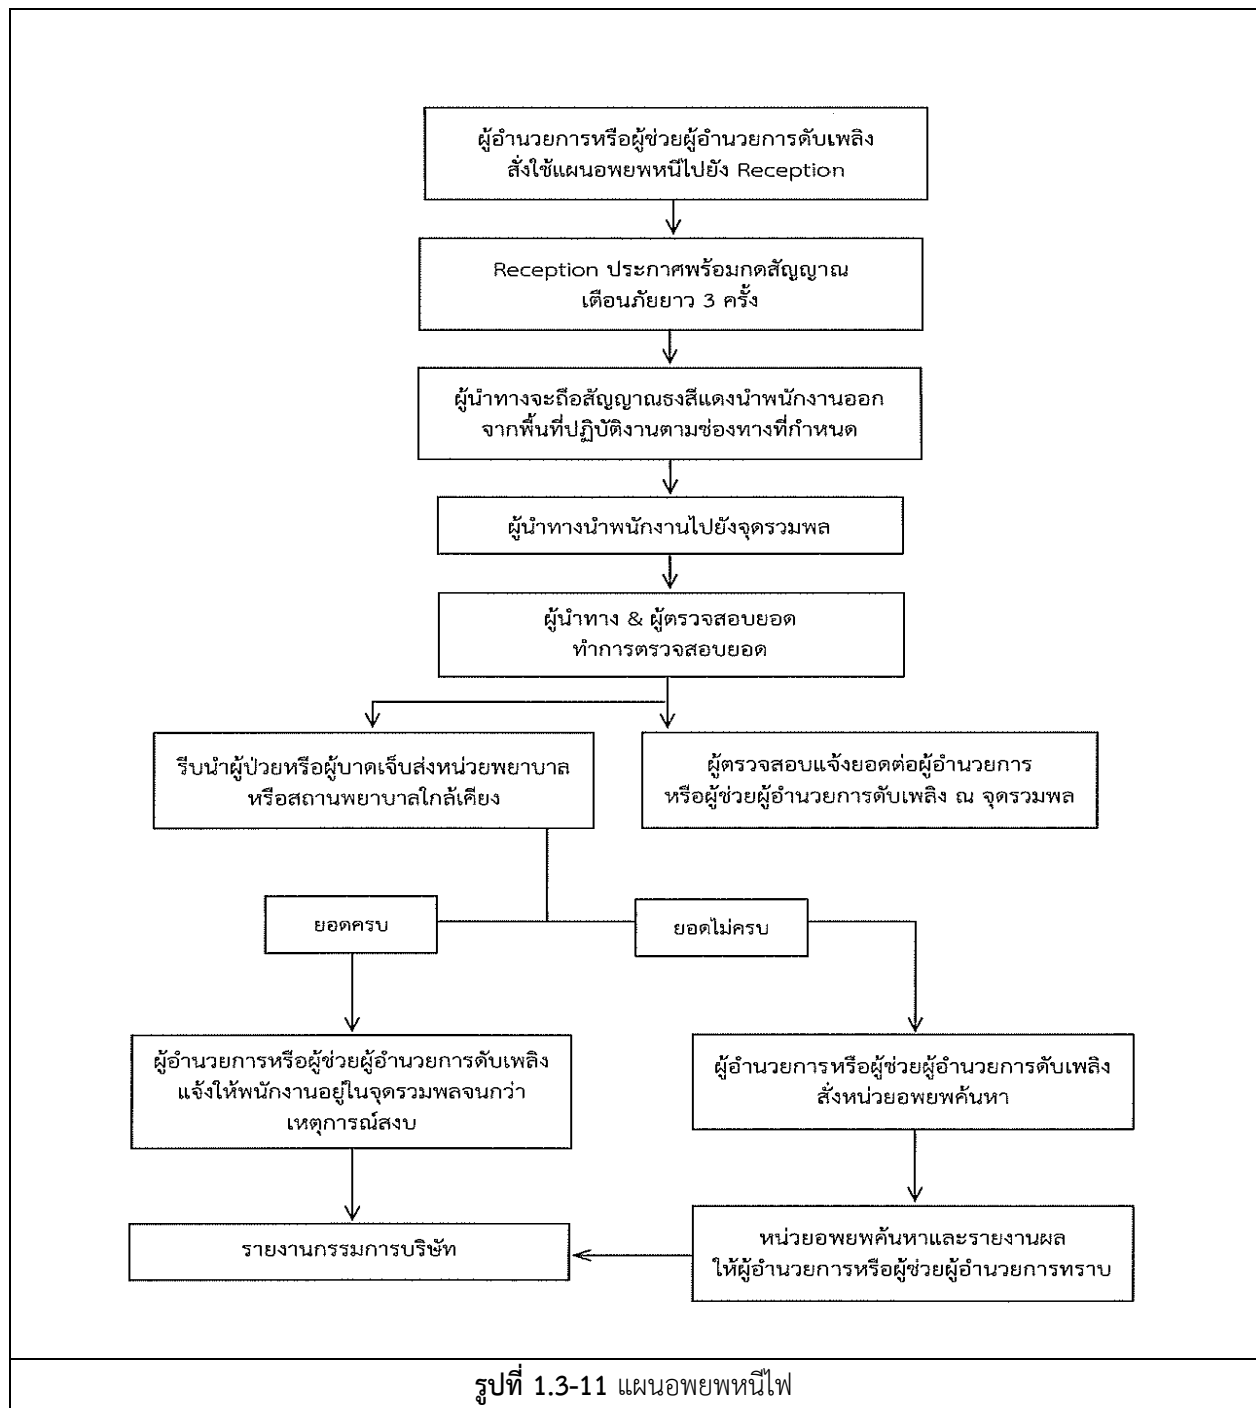 ผู้อำนวยการหรือผู้ช่วยผู้อำนวยการดับเพลิง
สั่งใช้แผนอพยพหนีไปยัง Reception
Reception ประกาศพร้อมกดสัญญาณ
เตือนภัยยาว 3 ครั้ง
ผู้นำทางจะถือสัญญาณธงสีแดงนำพนักงานออก
จากพื้นที่ปฏิบัติงานตามช่องทางที่กำหนด
ผู้นำทางนำพนักงานไปยังจุดรวมพล
ผู้นำทาง & ผู้ตรวจสอบยอด
ทำการตรวจสอบยอด
รีบนำผู้ป่วยหรือผู้บาดเจ็บส่งหน่วยพยาบาล
หรือสถานพยาบาลใกล้เคียง
ผู้ตรวจสอบแจ้งยอดต่อผู้อำนวยการ
หรือผู้ช่วยผู้อำนวยการดับเพลิง ณ จุดรวมพล
ยอดครบ
ยอดไม่ครบ
ผู้อำนวยการหรือผู้ช่วยผู้อำนวยการดับเพลิง
แจ้งให้พนักงานอยู่ในจุดรวมพลจนกว่า
เหตุการณ์สงบ
ผู้อำนวยการหรือผู้ช่วยผู้อำนวยการดับเพลิง
สั่งหน่วยอพยพค้นหา
รายงานกรรมการบริษัท
หน่วยอพยพค้นหาและรายงานผล
ให้ผู้อำนวยการหรือผู้ช่วยผู้อำนวยการทราบ
รูปที่ 1.3-11 แผนอพยพหนีไฟ